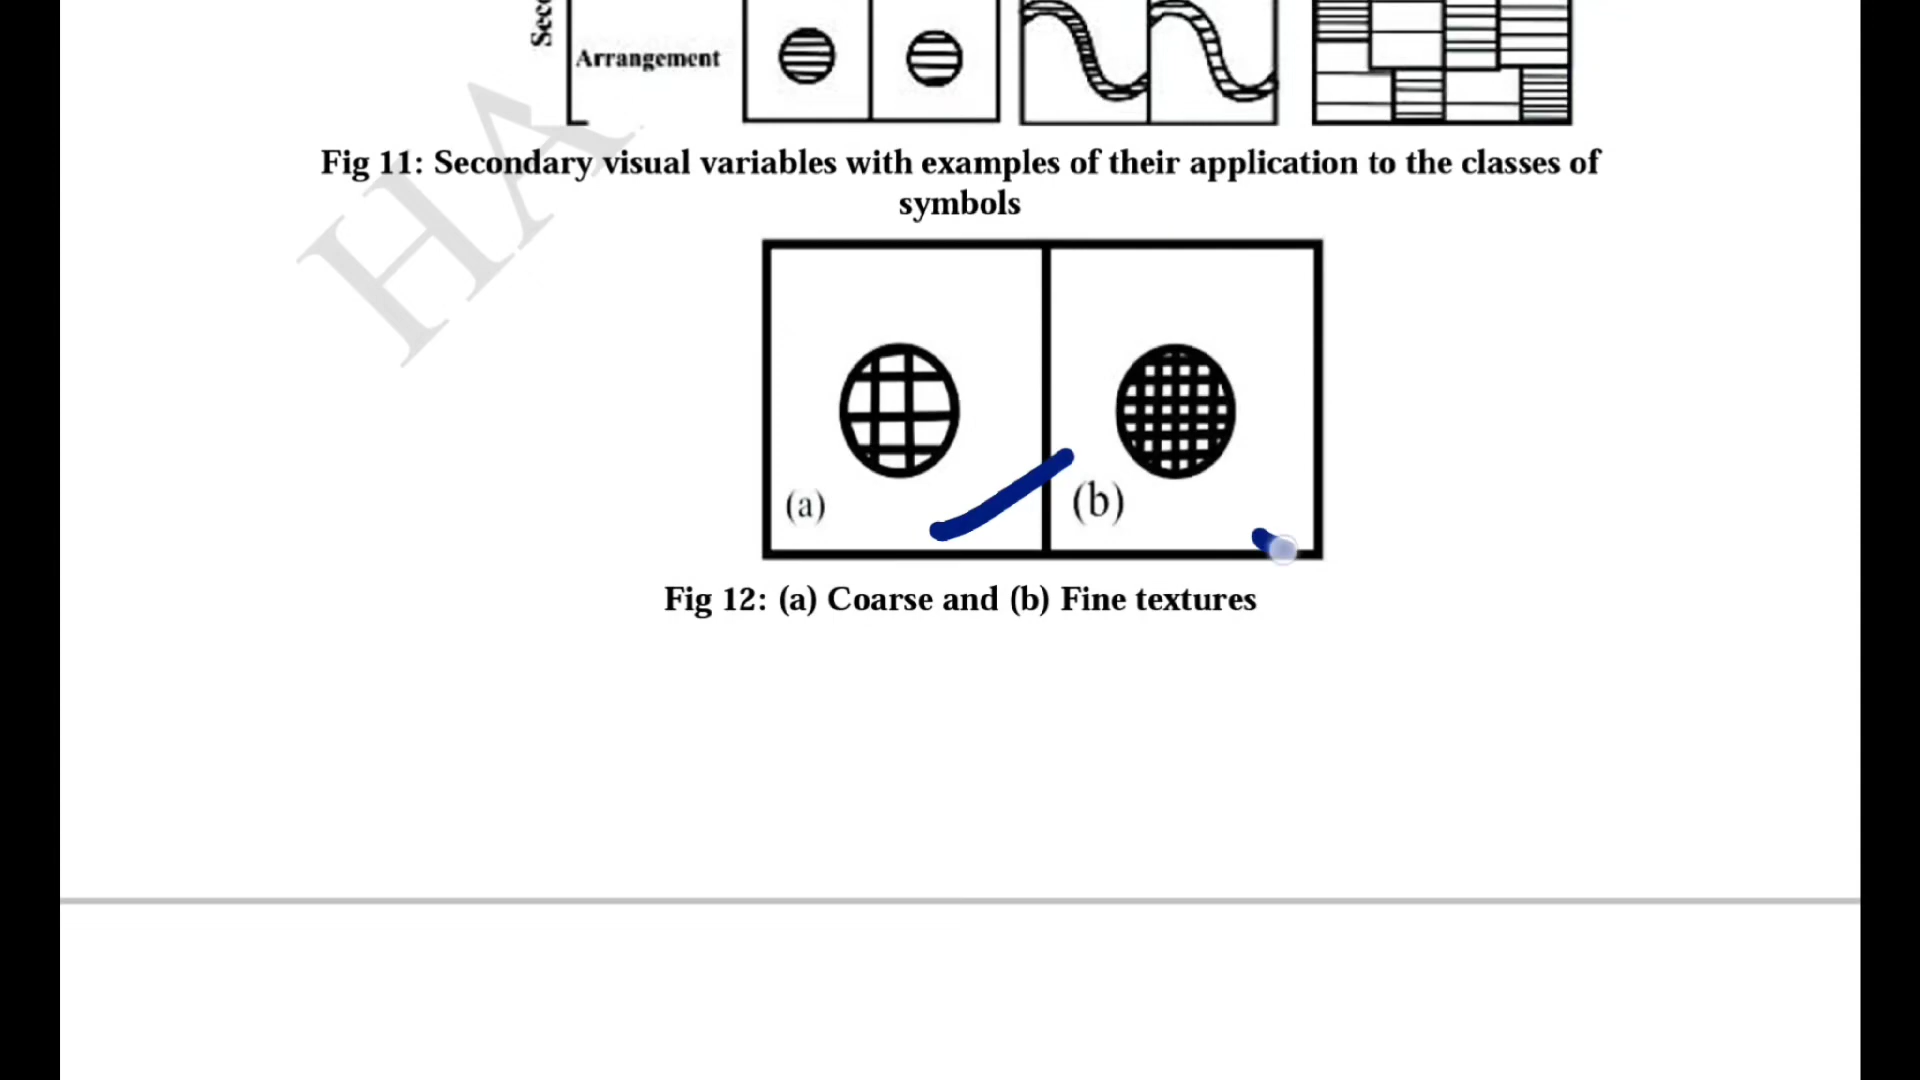 Arrangement
Fig 11: Secondary visual variables with examples of their application to the classes of
symbols
(a)
(b)
Fig 12: (a) Coarse and (b) Fine textures
HA